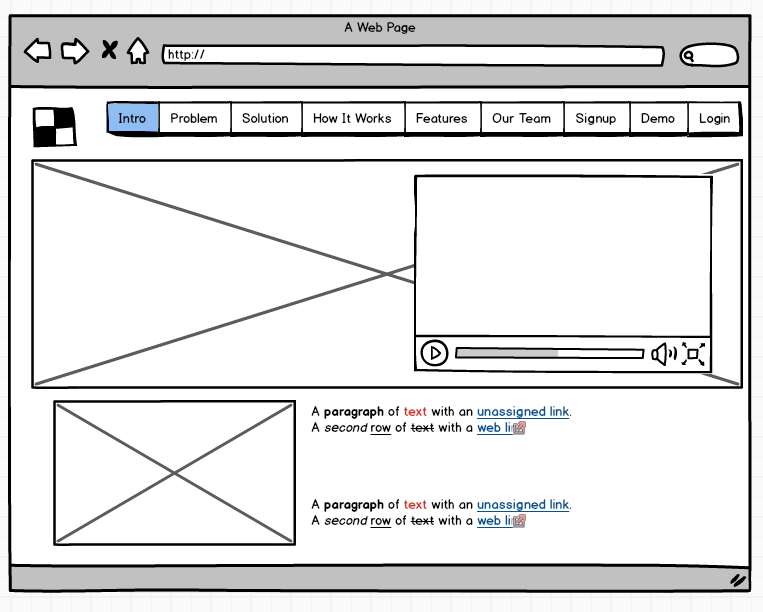 A Web Page
http://
Intro Problem Solution How It Works Features Our Team Signup Demo Login
A paragraph of text with an unassigned link.
A second row of text with a web li
A paragraph of text with an unassigned link.
A second row of text with a web li